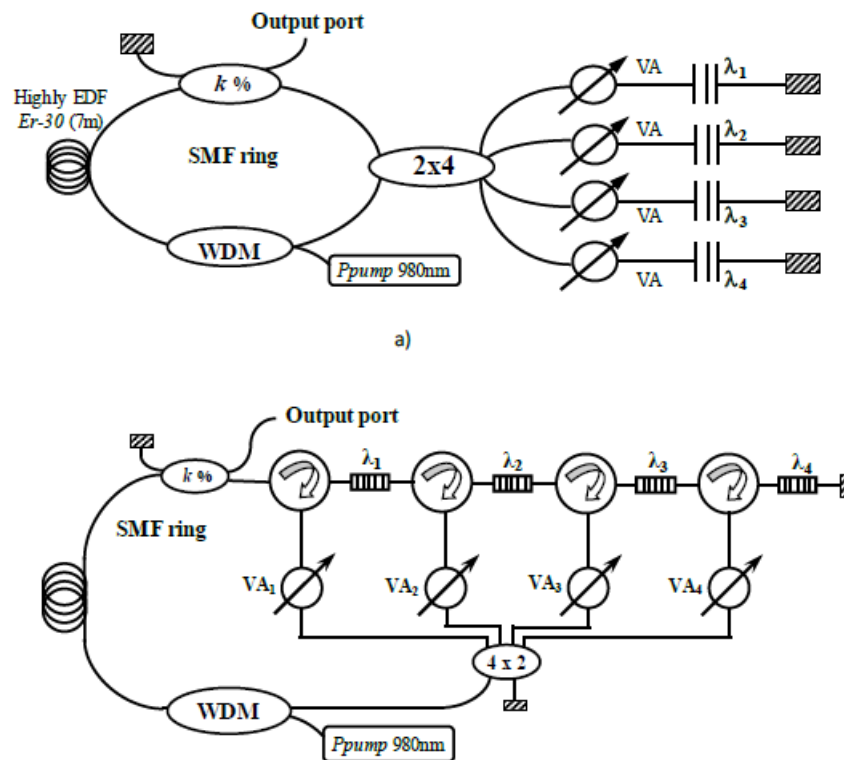 Output port
k %
Highly EDF
Er-30 (7m)
SMF ring
2x4
WDM
Ppump 980nm
VA
λ1
VA
λ2
VA
λ3
VA
λ4
a)
Output port
k %
SMF ring
λ1
λ2
λ3
λ4
VA1
VA2
VA3
VA4
4 x 2
WDM
Ppump 980nm